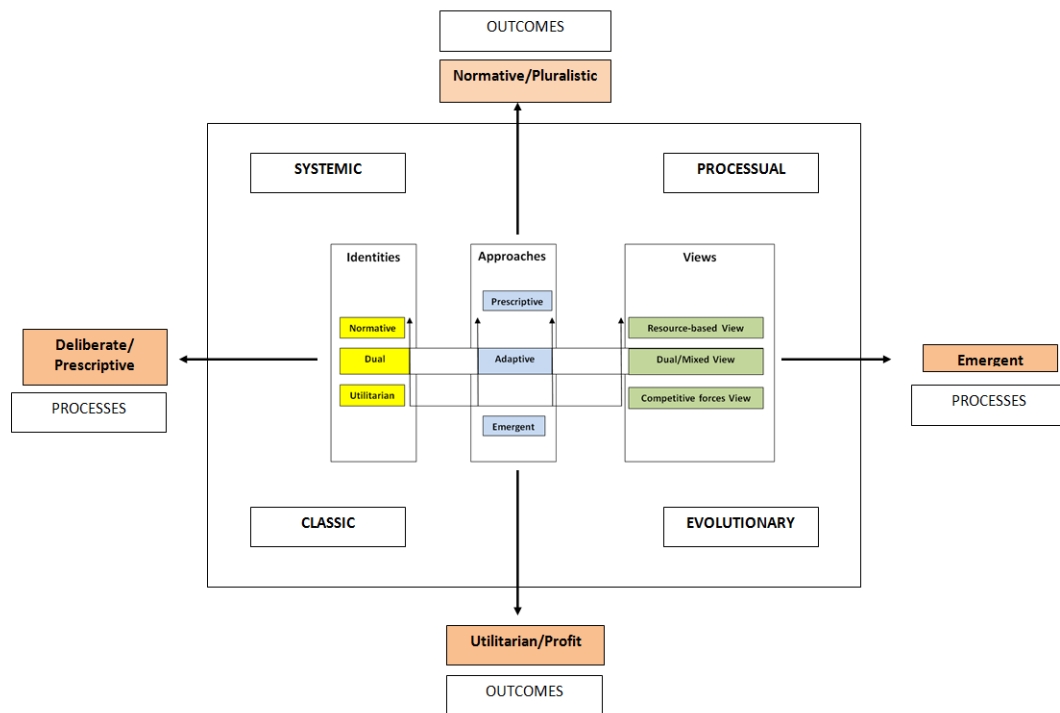 OUTCOMES
Normative/Pluralistic
SYSTEMIC
PROCESSUAL
Identities
Approaches
Views
Prescriptive
Normative
Resource-based View
Deliberate/
Prescriptive
Dual
Adaptive
Dual/Mixed View
Emergent
PROCESSES
Utilitarian
Competitive forces View
PROCESSES
Emergent
CLASSIC
EVOLUTIONARY
Utilitarian/Profit
OUTCOMES